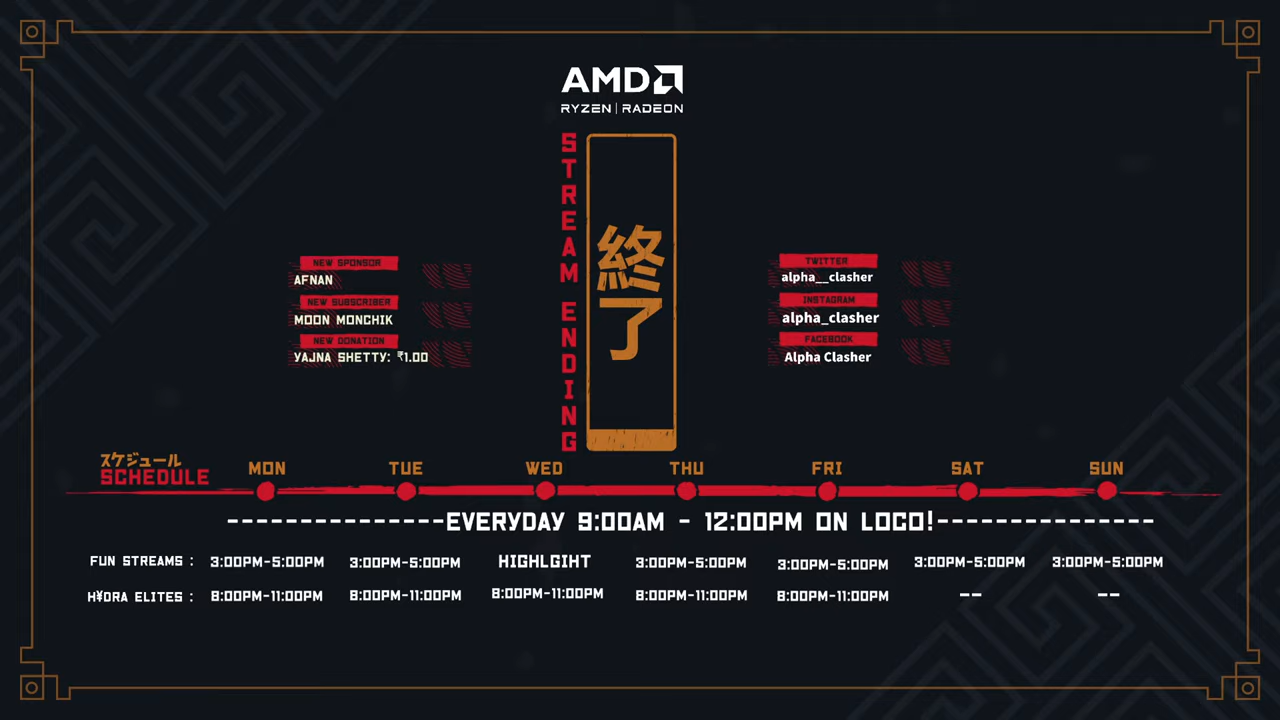 AMD
RYZEN | RADEON
STREAM ENDING
終了
NEW SPONSOR
AFNAN
NEW SUBSCRIBER
MOON MONCHIK
NEW DONATION
YAJNA SHETTY: ₹1.00
TWITTER
alpha__clasher
INSTAGRAM
alpha_clasher
FACEBOOK
Alpha Clasher
スケジュール
SCHEDULE
MON TUE WED THU FRI SAT SUN
----------------EVERYDAY 9:00AM - 12:00PM ON LOCO!----------------
FUN STREAMS : 3:00PM-5:00PM 3:00PM-5:00PM HIGHLGIHT 3:00PM-5:00PM 3:00PM-5:00PM 3:00PM-5:00PM 3:00PM-5:00PM
H¥DRA ELITES : 8:00PM-11:00PM 8:00PM-11:00PM 8:00PM-11:00PM 8:00PM-11:00PM 8:00PM-11:00PM -- --